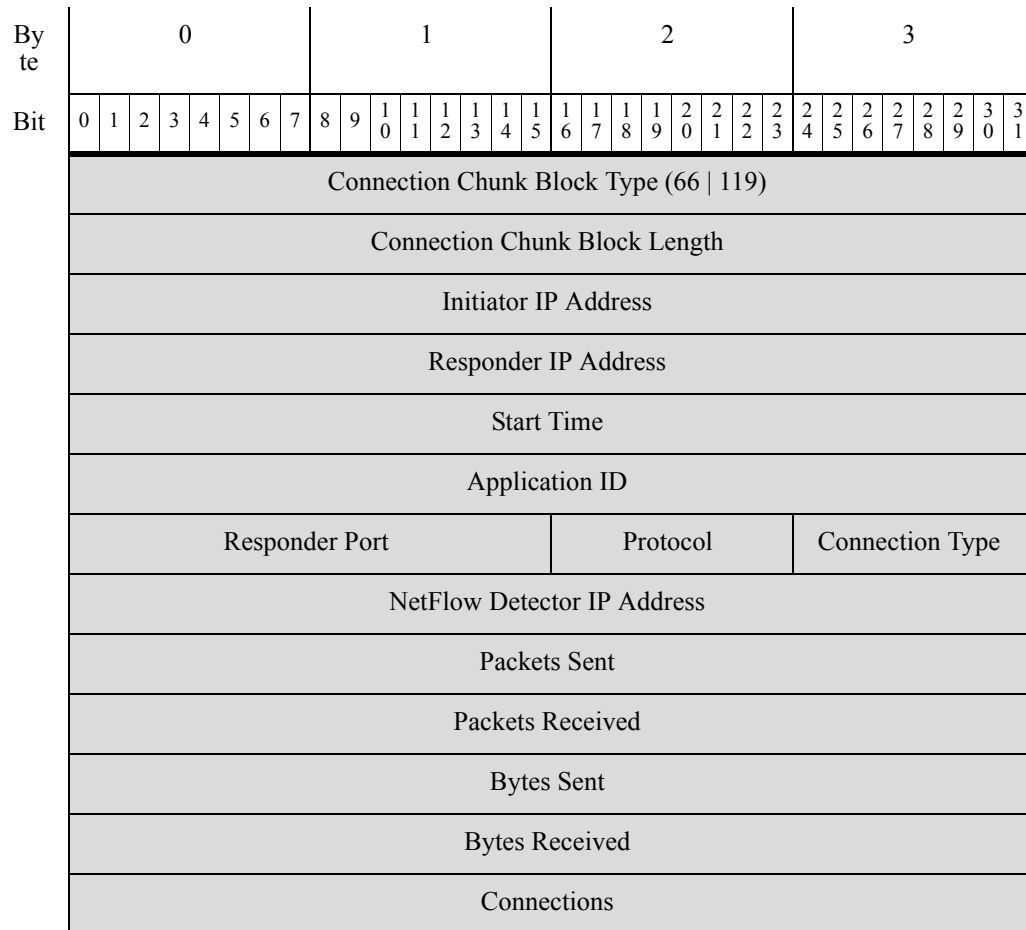 By
te
0 1 2 3
Bit 0 1 2 3 4 5 6 7 8 9 10 11 12 13 14 15 16 17 18 19 20 21 22 23 24 25 26 27 28 29 30 31
Connection Chunk Block Type (66 | 119)
Connection Chunk Block Length
Initiator IP Address
Responder IP Address
Start Time
Application ID
Responder Port Protocol Connection Type
NetFlow Detector IP Address
Packets Sent
Packets Received
Bytes Sent
Bytes Received
Connections